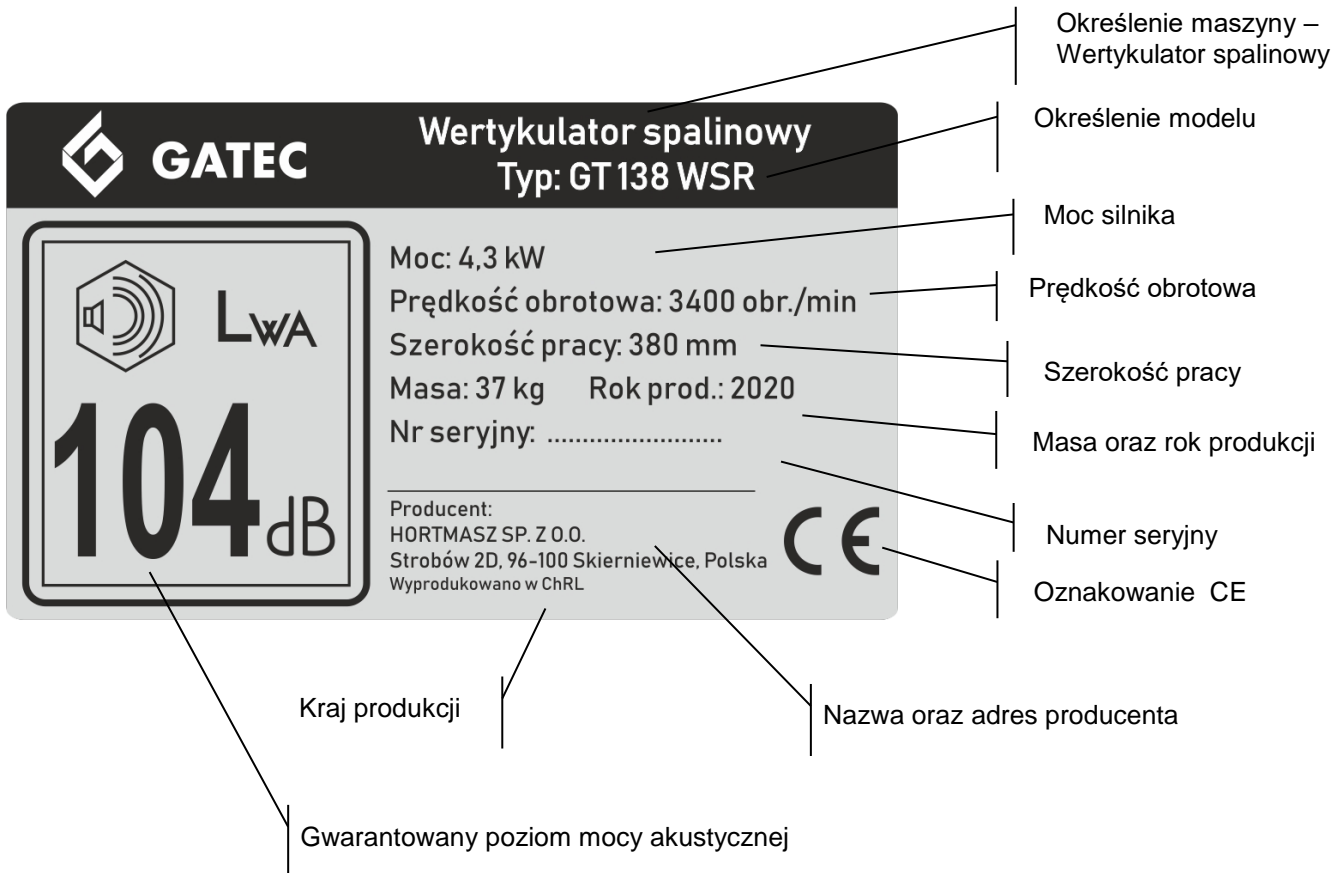 Określenie maszyny –
Wertykulator spalinowy
GATEC
Wertykulator spalinowy
Typ: GT 138 WSR
Określenie modelu
Moc silnika
Moc: 4,3 kW
Prędkość obrotowa: 3400 obr./min
Prędkość obrotowa
Szerokość pracy: 380 mm
Szerokość pracy
Masa: 37 kg Rok prod.: 2020
Masa oraz rok produkcji
Nr seryjny: .........................
Numer seryjny
LWA
104 dB
Producent:
HORTMASZ SP. Z O.O.
Strobów 2D, 96-100 Skierniewice, Polska
Wyprodukowano w ChRL
CE
Oznakowanie CE
Kraj produkcji
Nazwa oraz adres producenta
Gwarantowany poziom mocy akustycznej